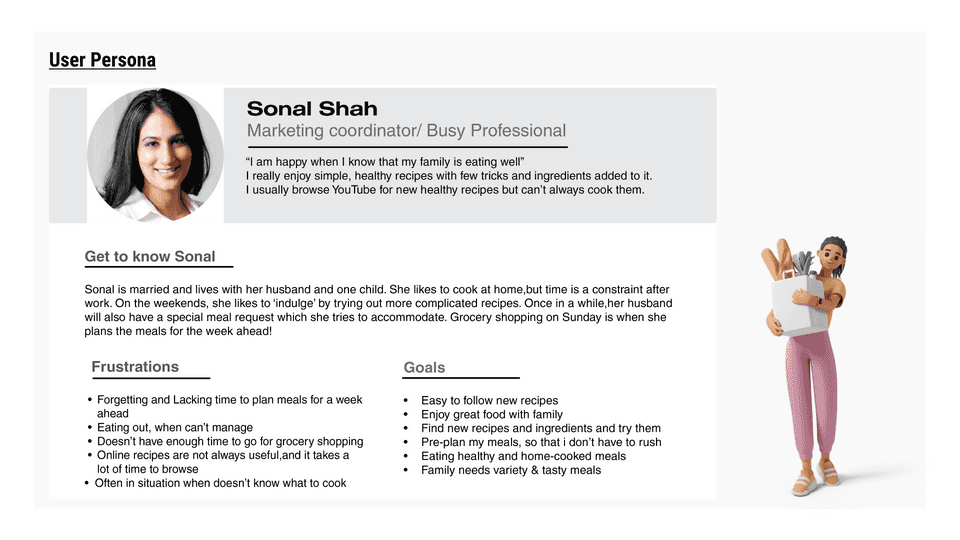 User Persona
Sonal Shah
Marketing coordinator/ Busy Professional
“I am happy when I know that my family is eating well”
I really enjoy simple, healthy recipes with few tricks and ingredients added to it.
I usually browse YouTube for new healthy recipes but can’t always cook them.
Get to know Sonal
Sonal is married and lives with her husband and one child. She likes to cook at home,but time is a constraint after
work. On the weekends, she likes to ‘indulge’ by trying out more complicated recipes. Once in a while,her husband
will also have a special meal request which she tries to accommodate. Grocery shopping on Sunday is when she
plans the meals for the week ahead!
Frustrations
• Forgetting and Lacking time to plan meals for a week
ahead
• Eating out, when can’t manage
• Doesn’t have enough time to go for grocery shopping
• Online recipes are not always useful,and it takes a
lot of time to browse
• Often in situation when doesn’t know what to cook
Goals
• Easy to follow new recipes
• Enjoy great food with family
• Find new recipes and ingredients and try them
• Pre-plan my meals, so that i don’t have to rush
• Eating healthy and home-cooked meals
• Family needs variety & tasty meals